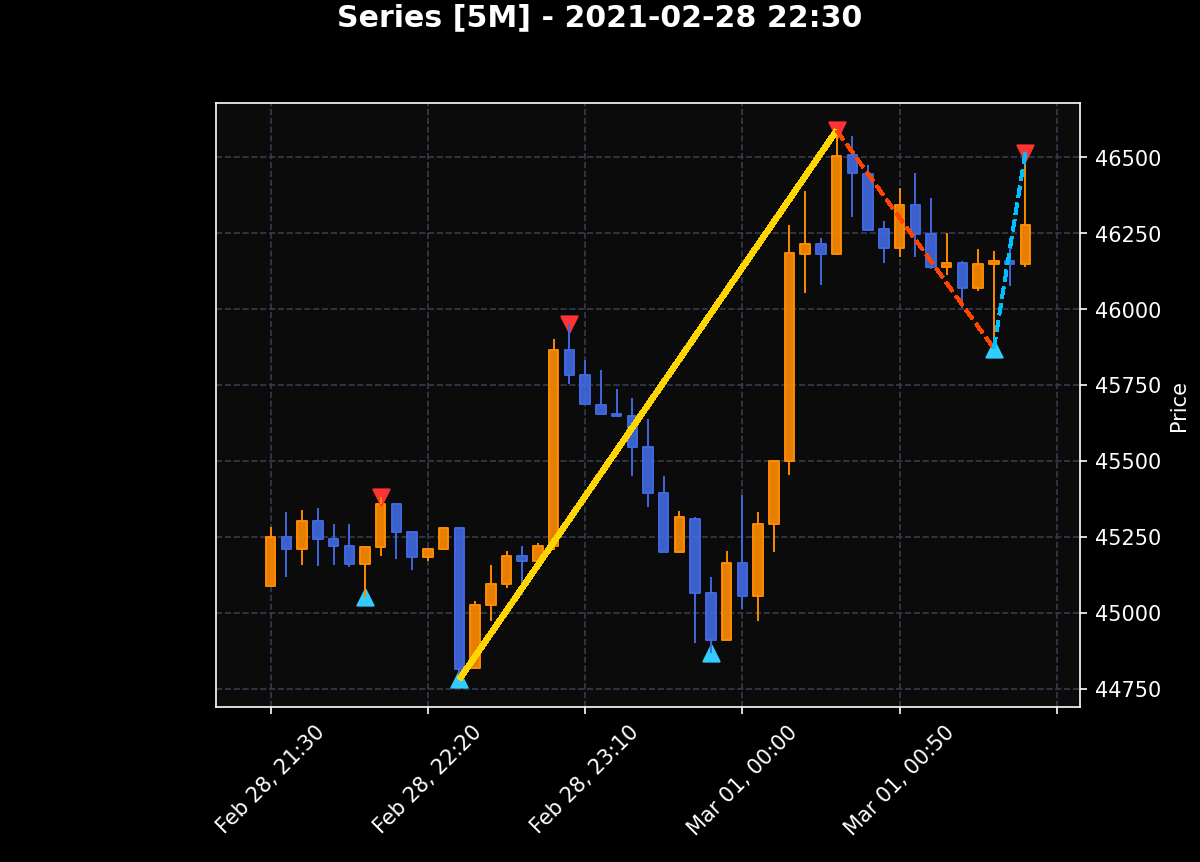 Series [5M] - 2021-02-28 22:30
46500
46250
46000
45750
45500
45250
45000
44750
Price
Feb 28, 21:30
Feb 28, 22:20
Feb 28, 23:10
Mar 01, 00:00
Mar 01, 00:50